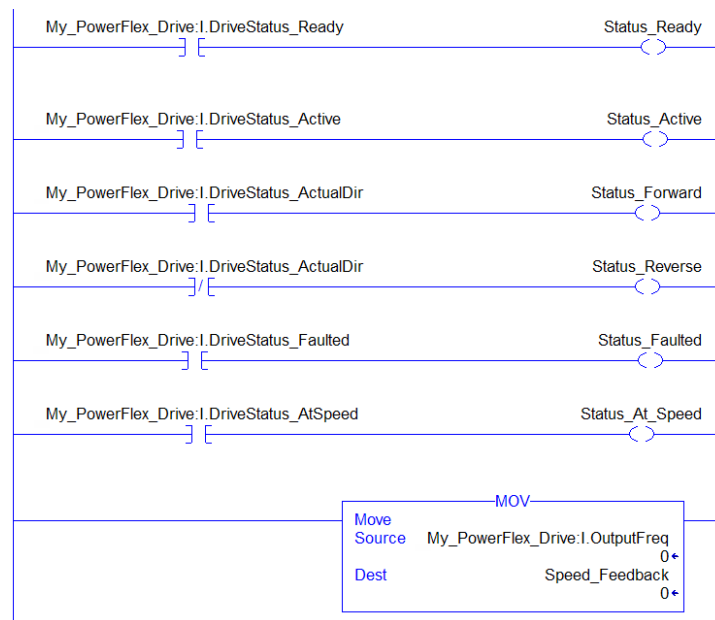 My_PowerFlex_Drive:I.DriveStatus_Ready Status_Ready
My_PowerFlex_Drive:I.DriveStatus_Active Status_Active
My_PowerFlex_Drive:I.DriveStatus_ActualDir Status_Forward
My_PowerFlex_Drive:I.DriveStatus_ActualDir Status_Reverse
My_PowerFlex_Drive:I.DriveStatus_Faulted Status_Faulted
My_PowerFlex_Drive:I.DriveStatus_AtSpeed Status_At_Speed
MOV
Move
Source My_PowerFlex_Drive:I.OutputFreq
0
Dest Speed_Feedback
0